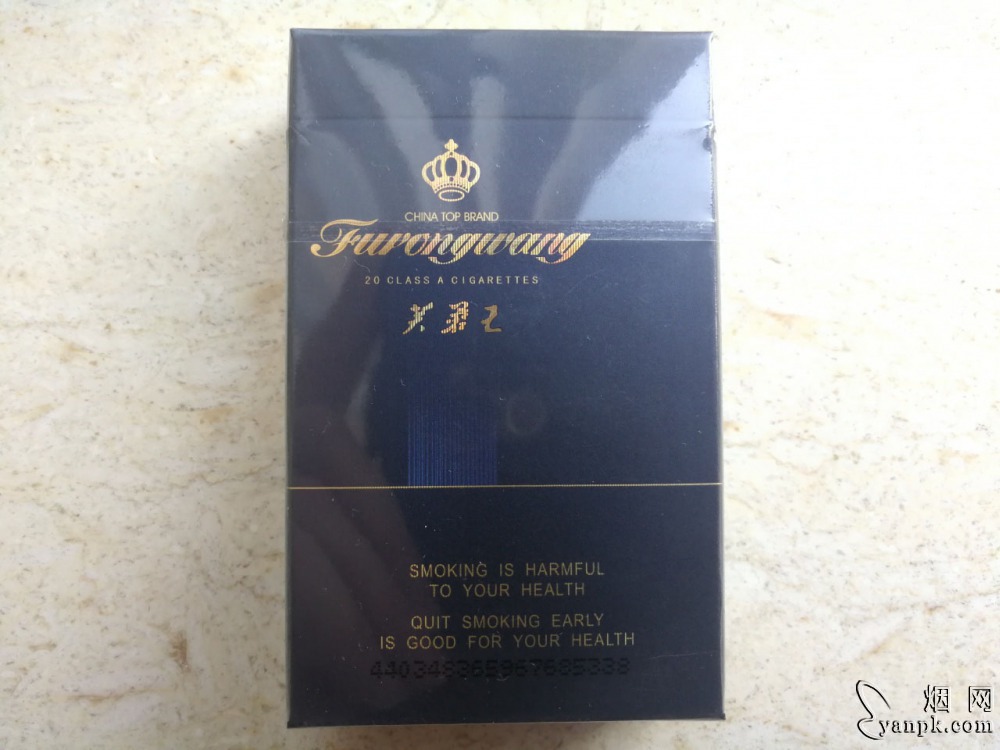 CHINA TOP BRAND
Furongwang
20 CLASS A CIGARETTES
芙蓉王
SMOKING IS HARMFUL
TO YOUR HEALTH
QUIT SMOKING EARLY
IS GOOD FOR YOUR HEALTH
烟网
yanpk.com